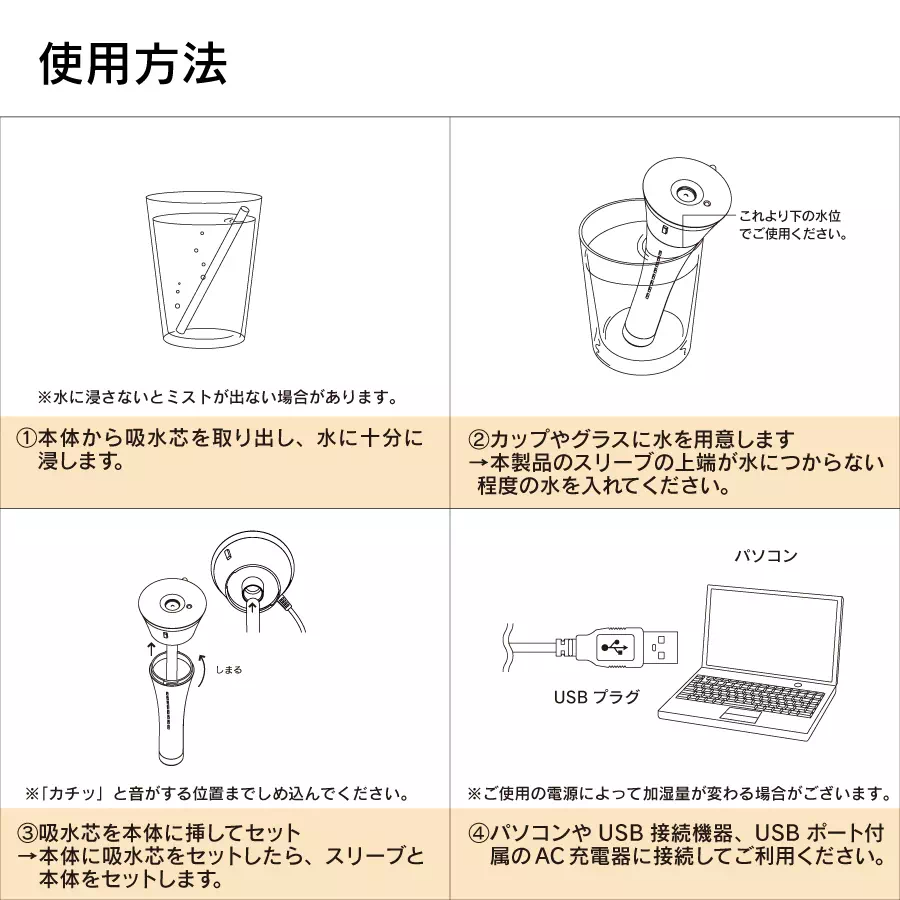 使用方法
これより下の水位
でご使用ください。
※水に浸さないとミストが出ない場合があります。
①本体から吸水芯を取り出し、水に十分に
浸します。
②カップやグラスに水を用意します
→本製品のスリーブの上端が水につからない
程度の水を入れてください。
しまる
※「カチッ」と音がする位置までしめ込んでください。
③吸水芯を本体に挿してセット
→本体に吸水芯をセットしたら、スリーブと
本体をセットします。
パソコン
USB プラグ
※ご使用の電源によって加湿量が変わる場合がございます。
④パソコンや USB 接続機器、USB ポート付
属の AC 充電器に接続してご利用ください。